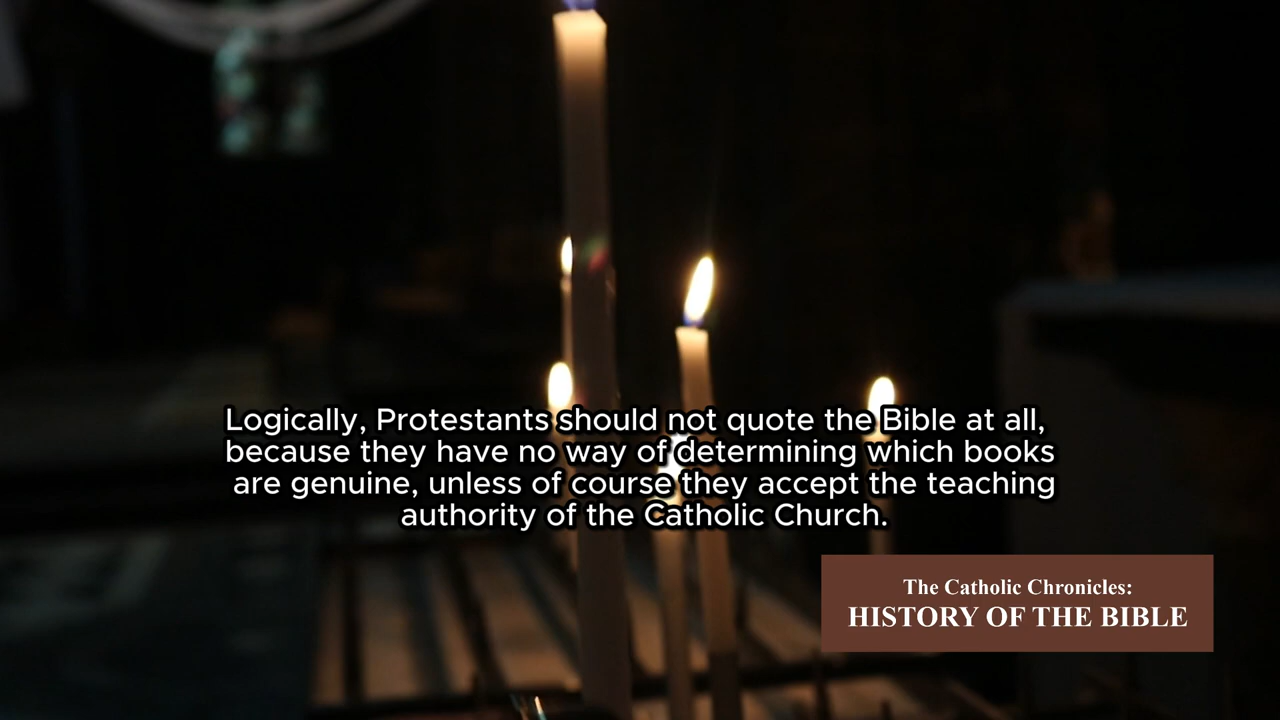 Logically, Protestants should not quote the Bible at all,
because they have no way of determining which books
are genuine, unless of course they accept the teaching
authority of the Catholic Church.
The Catholic Chronicles:
HISTORY OF THE BIBLE